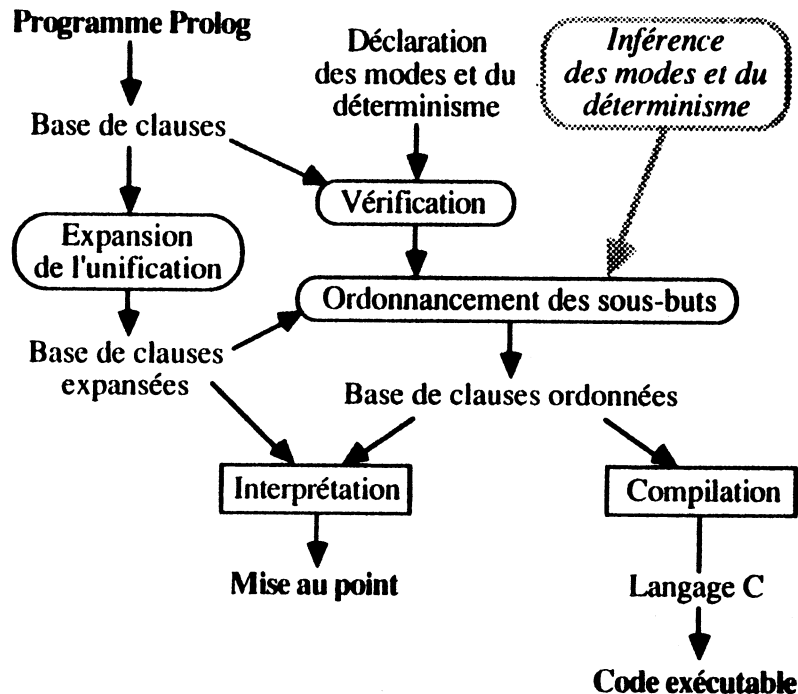 Programme Prolog
Déclaration
des modes et du
déterminisme
Inférence
des modes et du
déterminisme
Base de clauses
Vérification
Expansion
de l'unification
Ordonnancement des sous-buts
Base de clauses
expansées
Base de clauses ordonnées
Interprétation
Compilation
Mise au point
Langage C
Code exécutable